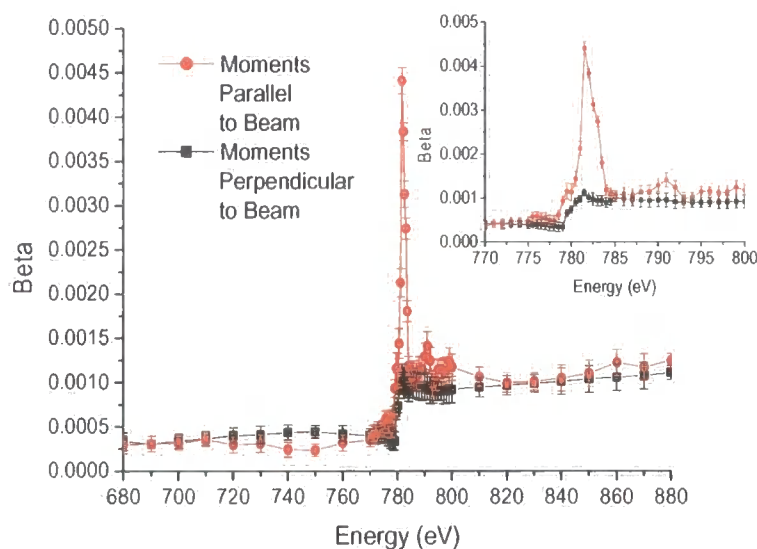 0.0050
0.0045
0.0040
0.0035
0.0030
0.0025
0.0020
0.0015
0.0010
0.0005
0.0000
Beta
Moments
Parallel
to Beam
Moments
Perpendicular
to Beam
680 700 720 740 760 780 800 820 840 860 880
Energy (eV)
0.005
0.004
0.003
0.002
0.001
0.000
Beta
770 775 780 785 790 795 800
Energy (eV)